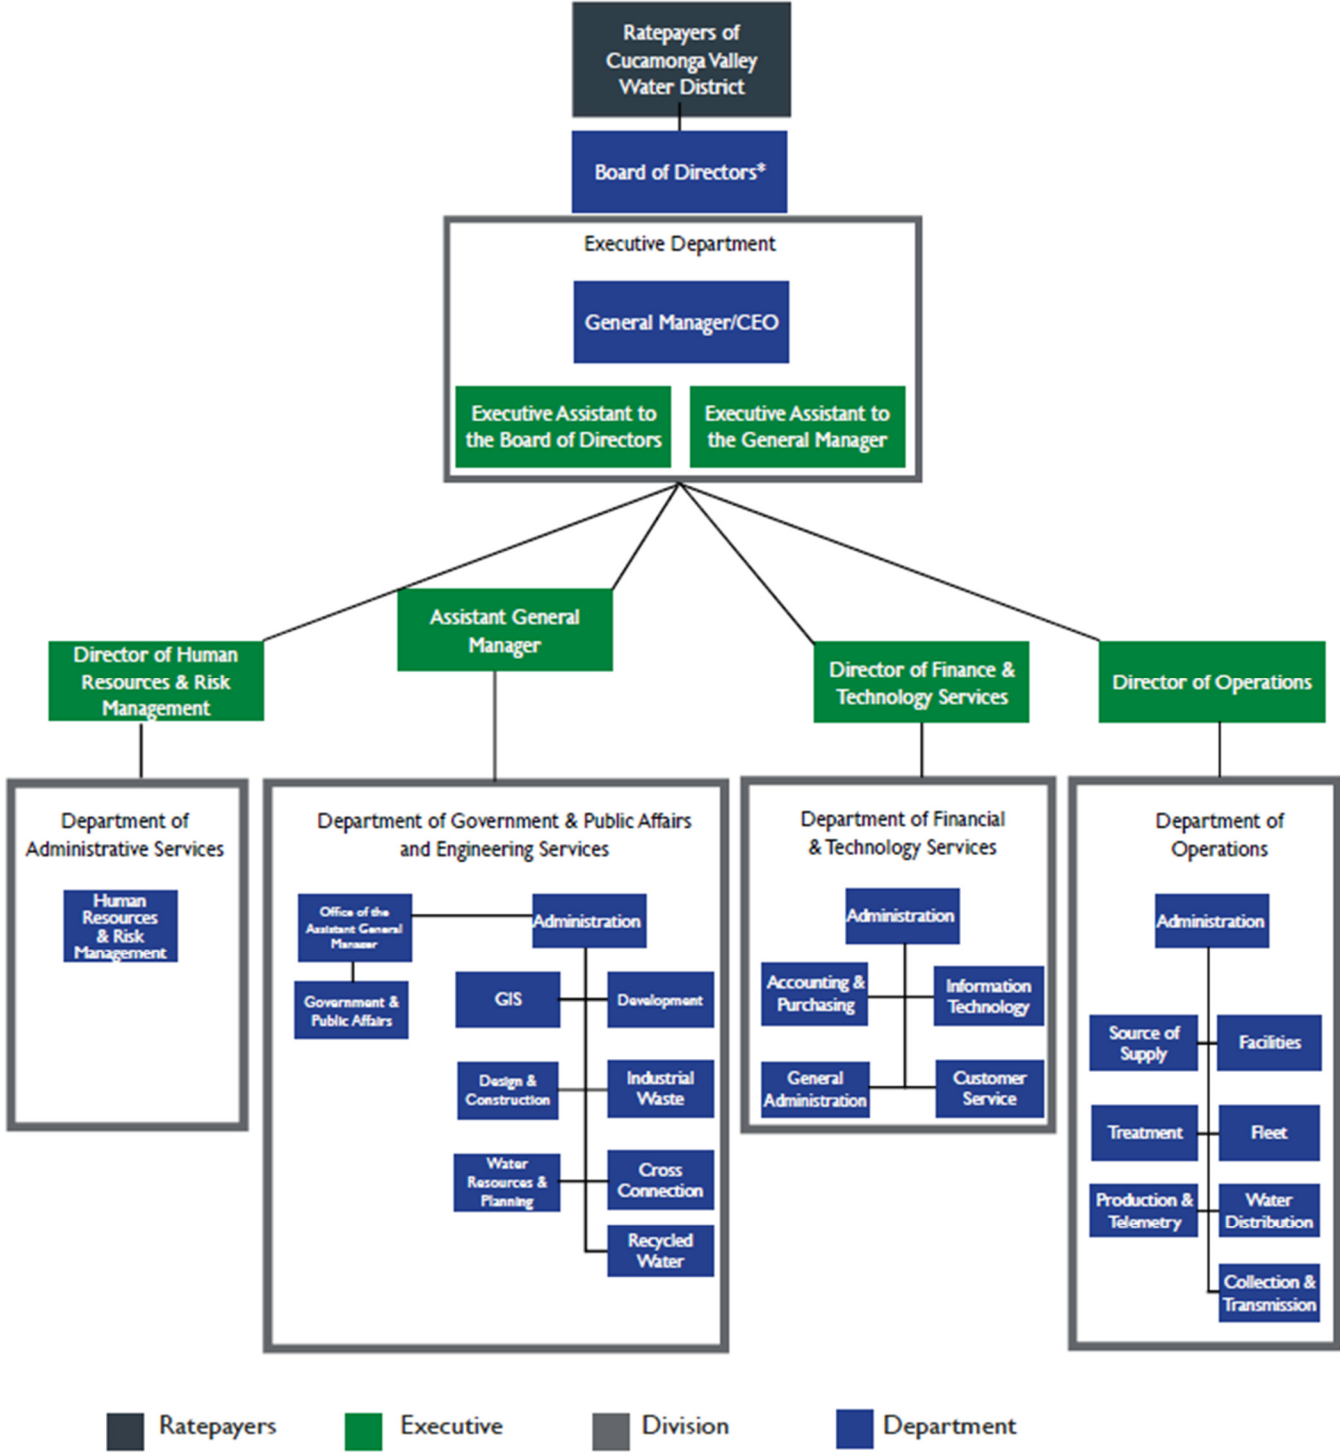 Ratepayers of
Cucamonga Valley
Water District
Board of Directors*
Executive Department
General Manager/CEO
Executive Assistant to
the Board of Directors
Executive Assistant to
the General Manager
Director of Human
Resources & Risk
Management
Assistant General
Manager
Director of Finance &
Technology Services
Director of Operations
Department of
Administrative Services
Human
Resources
& Risk
Management
Department of Government & Public Affairs
and Engineering Services
Office of the
Assistant General
Manager
Administration
Government &
Public Affairs
GIS
Development
Design &
Construction
Industrial
Waste
Water
Resources &
Planning
Cross
Connection
Recycled
Water
Department of Financial
& Technology Services
Administration
Accounting &
Purchasing
Information
Technology
General
Administration
Customer
Service
Department of
Operations
Administration
Source of
Supply
Facilities
Treatment
Fleet
Production &
Telemetry
Water
Distribution
Collection &
Transmission
Ratepayers
Executive
Division
Department